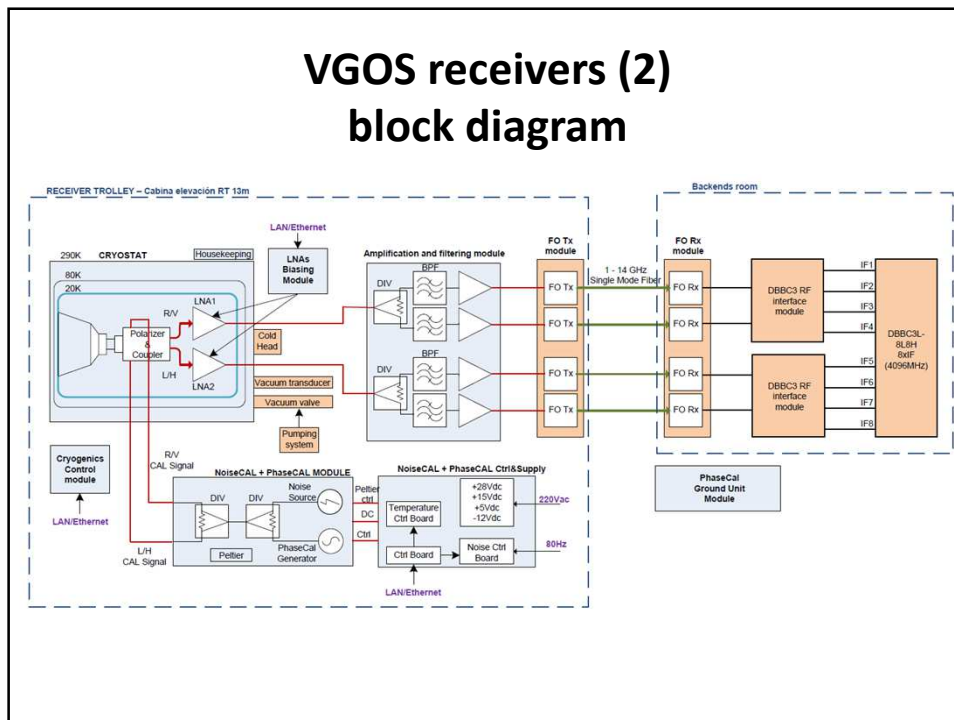 VGOS receivers (2)
block diagram
RECEIVER TROLLEY – Cabina elevación RT 13m
Backends room
LAN/Ethernet
290K
CRYOSTAT
Housekeeping
LNAs
Biasing
Module
80K
20K
R/V
LNA1
Polarizer
&
Coupler
L/H
LNA2
Cold
Head
Vacuum transducer
Vacuum valve
Pumping
system
Amplification and filtering module
BPF
DIV
BPF
DIV
FO Tx
module
FO Tx
FO Tx
FO Tx
FO Tx
1 - 14 GHz
Single Mode Fiber
FO Rx
module
FO Rx
FO Rx
FO Rx
FO Rx
DBBC3 RF
interface
module
DBBC3 RF
interface
module
IF1
IF2
IF3
IF4
IF5
IF6
IF7
IF8
DBBC3L-
8L8H
8xIF
(4096MHz)
Cryogenics
Control
module
LAN/Ethernet
R/V
CAL Signal
L/H
CAL Signal
NoiseCAL + PhaseCAL MODULE
DIV
DIV
Noise
Source
PhaseCal
Generator
Peltier
Peltier
ctrl
DC
Ctrl
NoiseCAL + PhaseCAL Ctrl&Supply
Temperature
Ctrl Board
+28Vdc
+15Vdc
+5Vdc
-12Vdc
Ctrl Board
Noise Ctrl
Board
220Vac
80Hz
LAN/Ethernet
PhaseCal
Ground Unit
Module